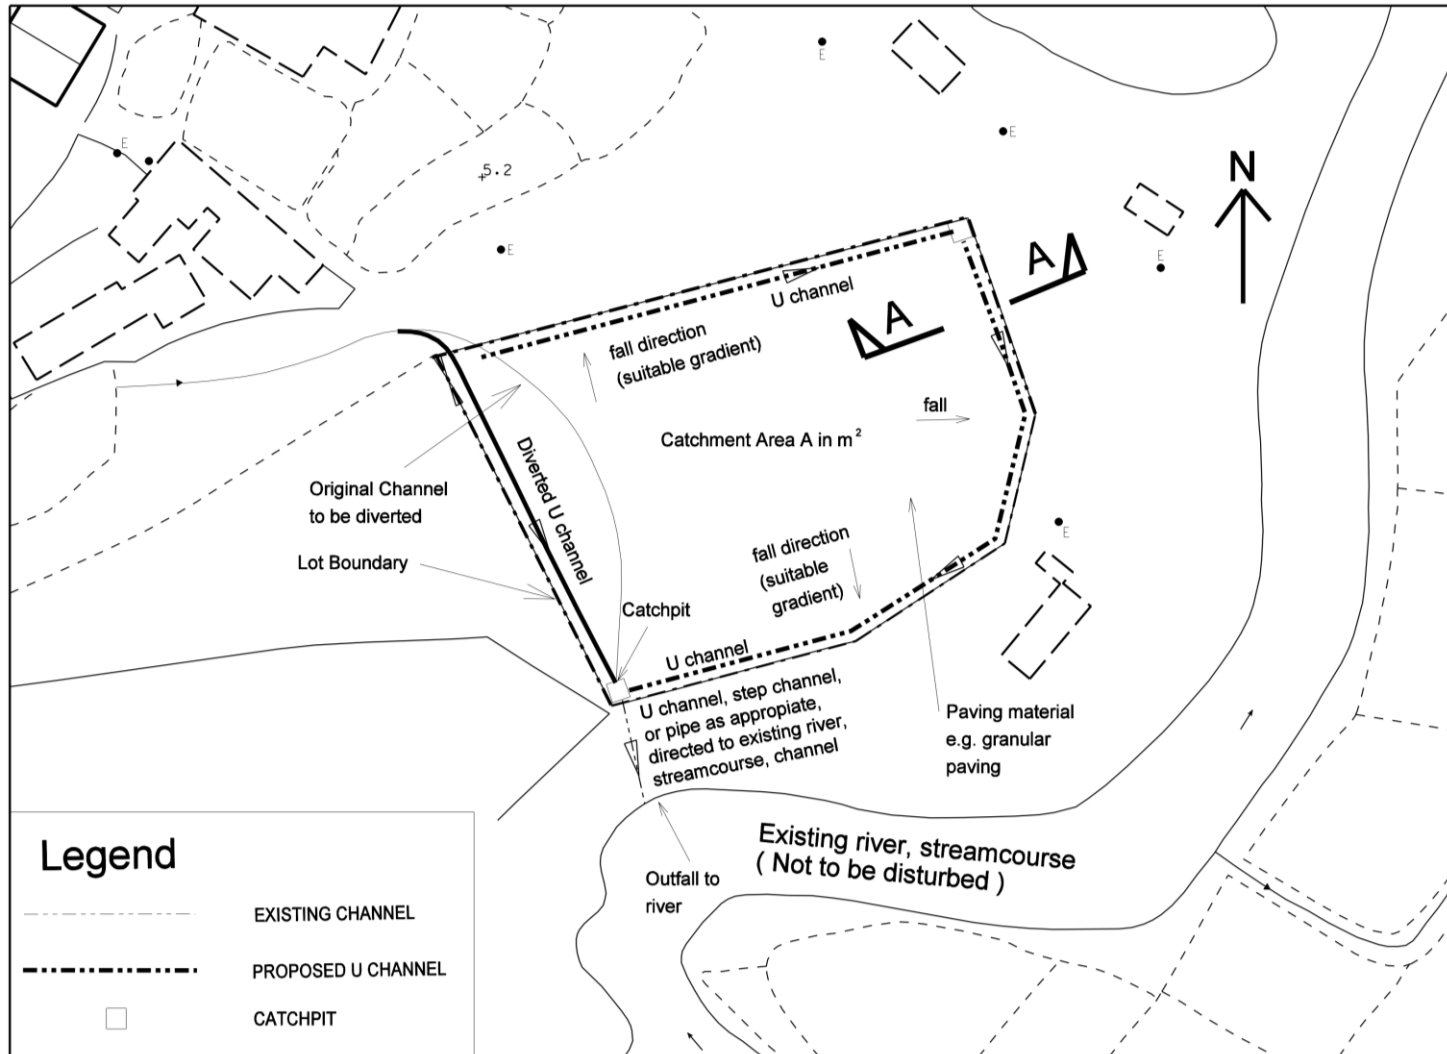 E
E
E
5.2
N
E
E
A
U channel
A
fall direction
(suitable gradient)
fall
Catchment Area A in m²
Diverted U channel
Original Channel
to be diverted
Lot Boundary
fall direction
(suitable
gradient)
E
Catchpit
U channel
U channel, step channel,
or pipe as appropiate,
directed to existing river,
streamcourse, channel
Paving material
e.g. granular
paving
Existing river, streamcourse
( Not to be disturbed )
Outfall to
river
Legend
EXISTING CHANNEL
PROPOSED U CHANNEL
CATCHPIT